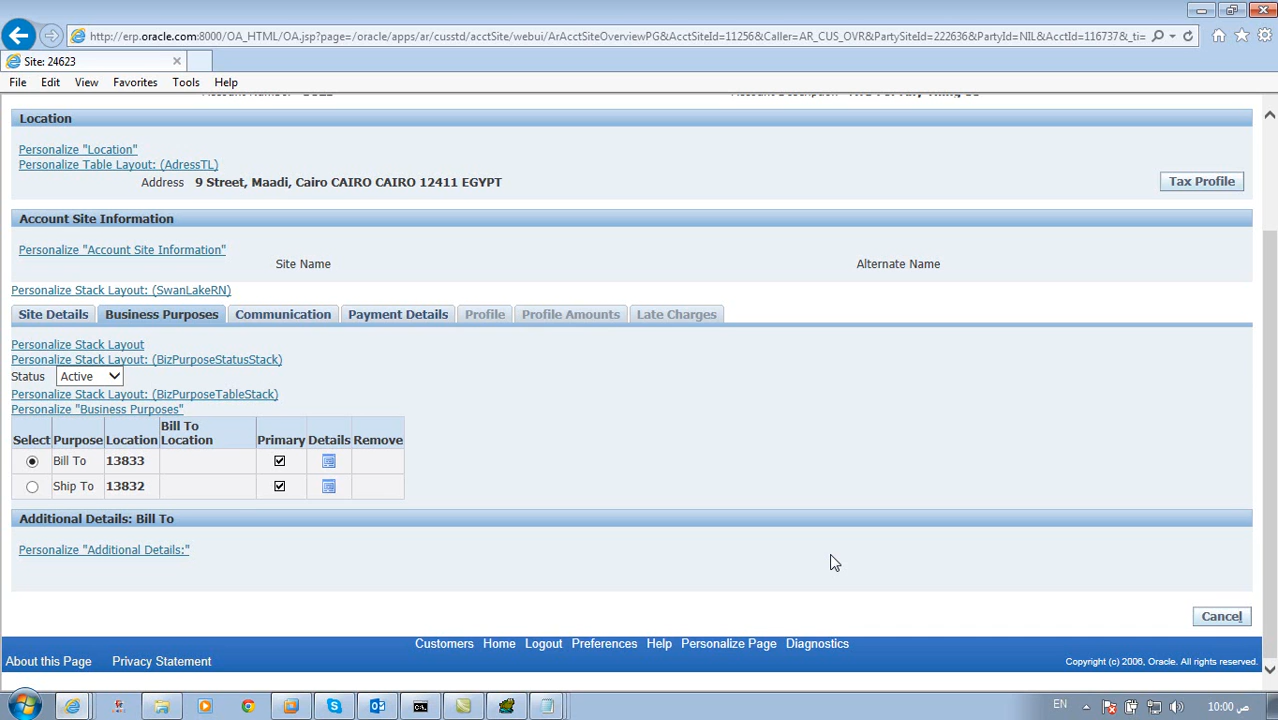 http://erp.oracle.com:8000/OA_HTML/OA.jsp?page=/oracle/apps/ar/cusstd/acctSite/webui/ArAcctSiteOverviewPG&AcctSiteId=11256&Caller=AR_CUS_OVR&PartySiteId=222636&PartyId=NIL&AcctId=116737&_ti=
Site: 24623
File Edit View Favorites Tools Help
Account Number Account Description
Location
Personalize "Location"
Personalize Table Layout: (AdressTL)
Address 9 Street, Maadi, Cairo CAIRO CAIRO 12411 EGYPT
Tax Profile
Account Site Information
Personalize "Account Site Information"
Site Name Alternate Name
Personalize Stack Layout: (SwanLakeRN)
Site Details Business Purposes Communication Payment Details Profile Profile Amounts Late Charges
Personalize Stack Layout
Personalize Stack Layout: (BizPurposeStatusStack)
Status Active
Personalize Stack Layout: (BizPurposeTableStack)
Personalize "Business Purposes"
Select Purpose Location Bill To Location Primary Details Remove
Bill To 13833
Ship To 13832
Additional Details: Bill To
Personalize "Additional Details:"
Cancel
Customers Home Logout Preferences Help Personalize Page Diagnostics
About this Page Privacy Statement
Copyright (c) 2006, Oracle. All rights reserved.
EN 10:00 ص